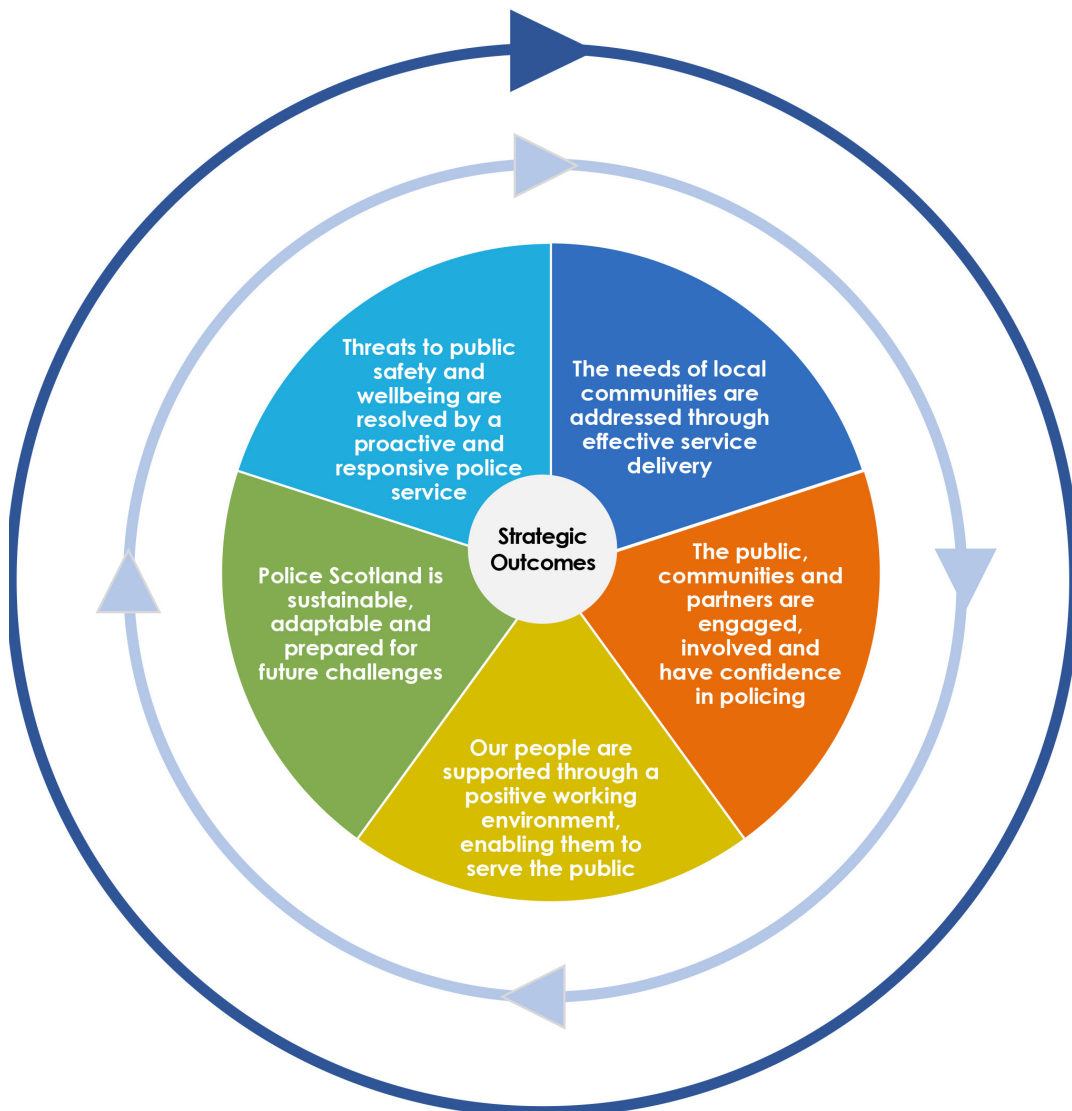 Threats to public
safety and
wellbeing are
resolved by a
proactive and
responsive police
service
The needs of local
communities are
addressed through
effective service
delivery
Strategic
Outcomes
The public,
communities and
partners are
engaged,
involved and
have confidence
in policing
Police Scotland is
sustainable,
adaptable and
prepared for
future challenges
Our people are
supported through a
positive working
environment,
enabling them to
serve the public